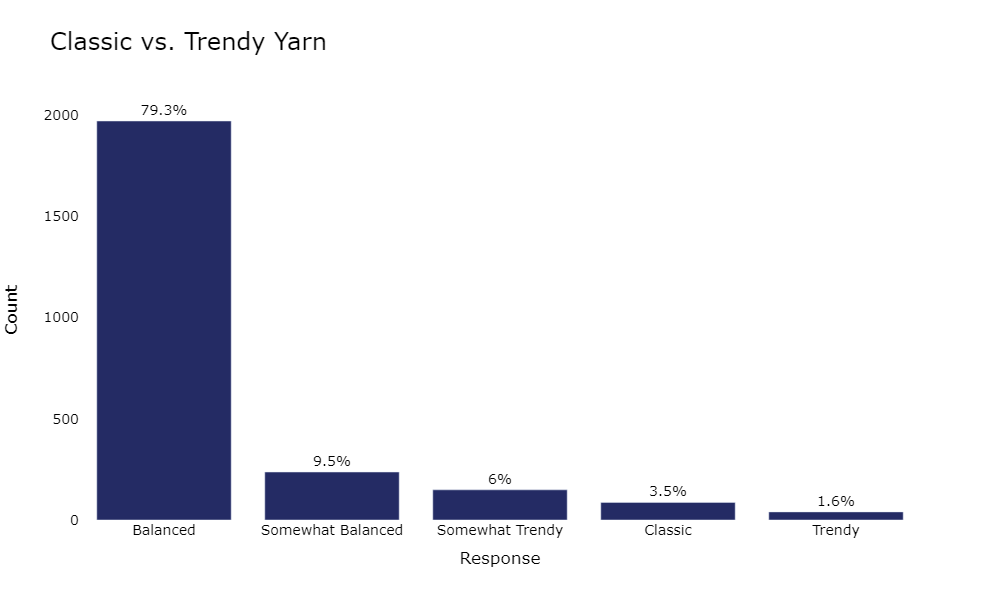 Classic vs. Trendy Yarn
79.3%
2000
1500
1000
500
0
9.5%
6%
3.5%
1.6%
Balanced
Somewhat Balanced
Somewhat Trendy
Classic
Trendy
Response
Count